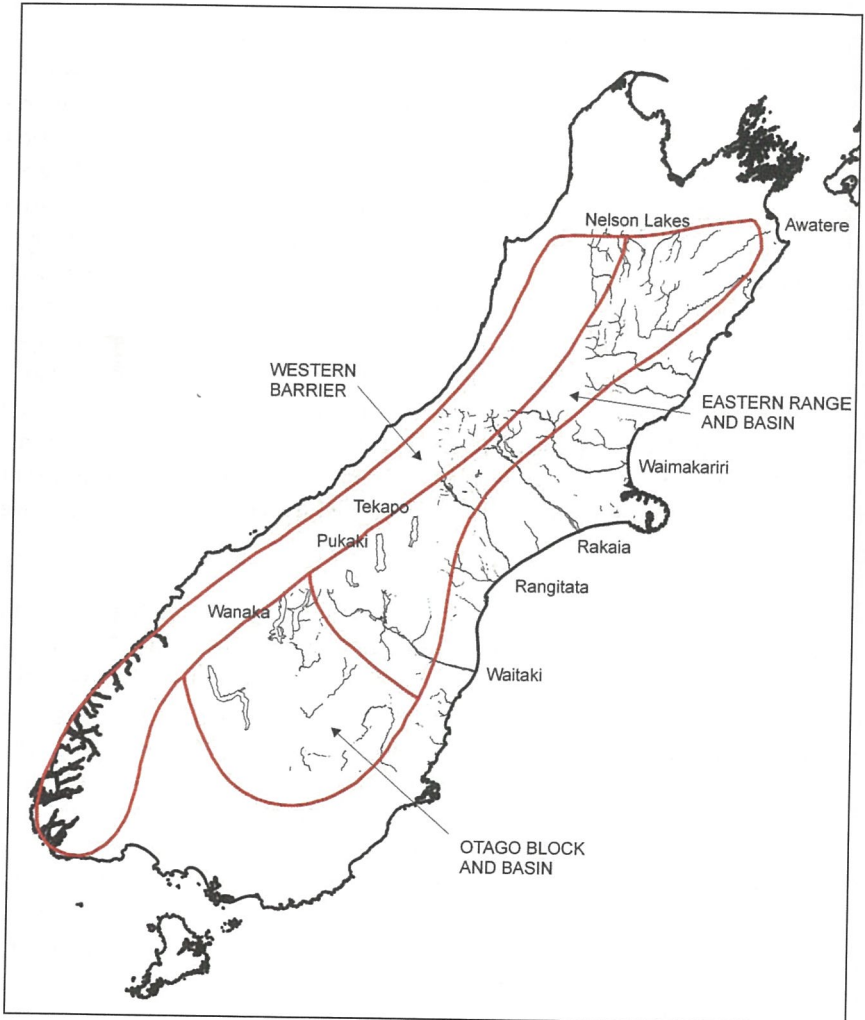 Nelson Lakes
Awatere
WESTERN
BARRIER
EASTERN RANGE
AND BASIN
Waimakariri
Tekapo
Pukaki
Rakaia
Rangitata
Wanaka
Waitaki
OTAGO BLOCK
AND BASIN